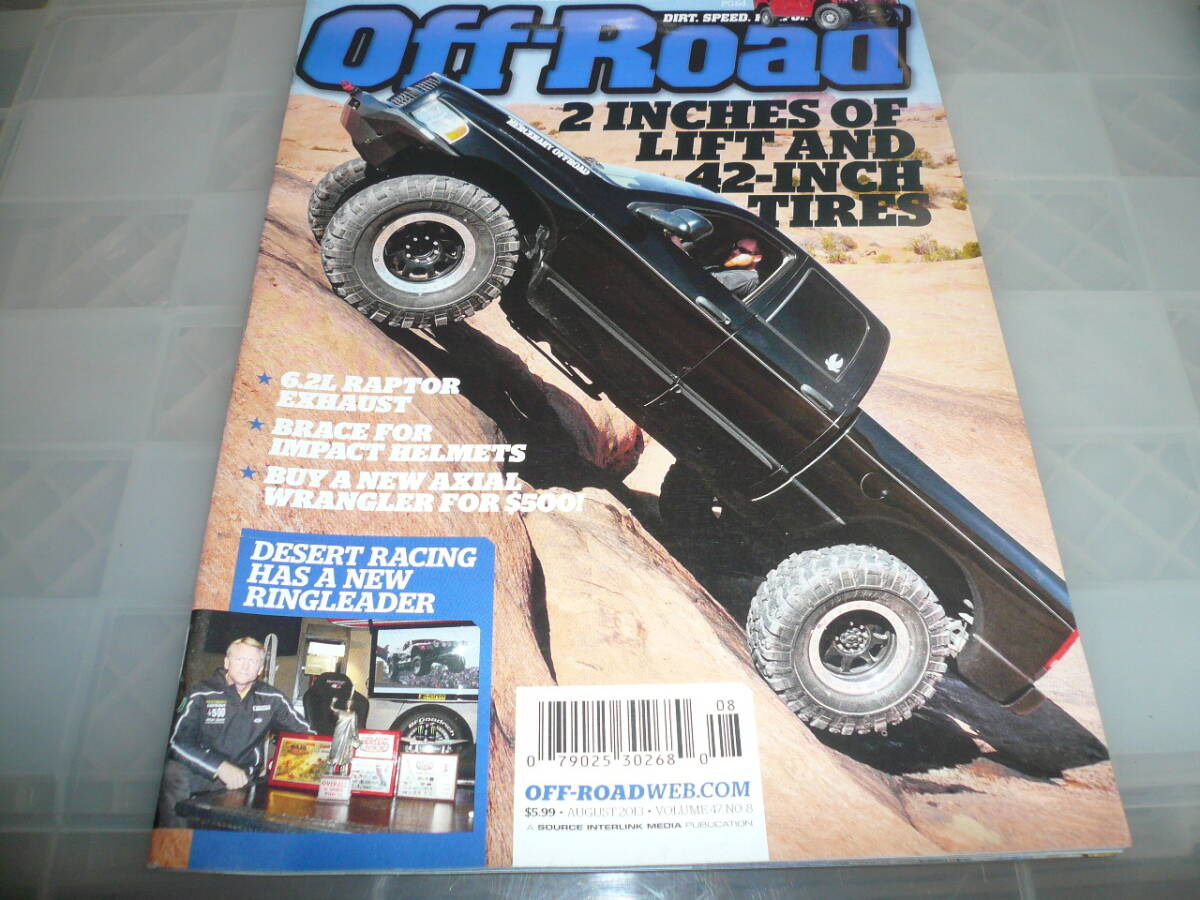 DIRT. SPEED.
Off-Road
2 INCHES OF
LIFT AND
42-INCH
TIRES
OFFROAD
★ 6.2L RAPTOR
EXHAUST
★ BRACE FOR
IMPACT HELMETS
★ BUY A NEW AXIAL
WRANGLER FOR $500!
DESERT RACING
HAS A NEW
RINGLEADER
BFGoodrich
08
0 79025 30268 0
OFF-ROADWEB.COM
$5.99 • AUGUST 2013 • VOLUME 47, NO. 8
A SOURCE INTERLINK MEDIA PUBLICATION